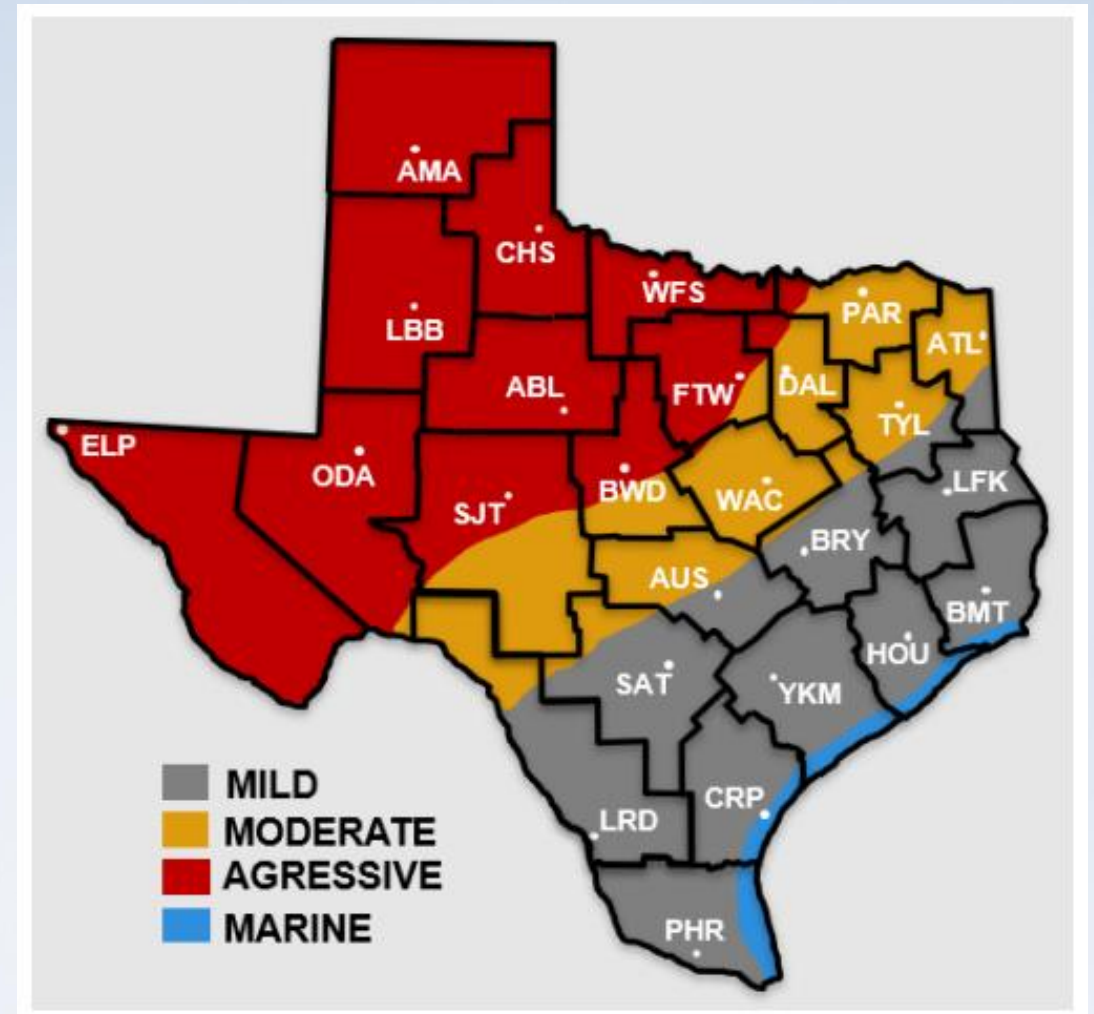 AMA
CHS
WFS
PAR
LBB
ATL
ABL
FTW
DAL
TYL
ELP
ODA
SJT
BWD
WAC
LFK
BRY
AUS
BMT
HOU
SAT
YKM
CRP
LRD
PHR
MILD
MODERATE
AGRESSIVE
MARINE